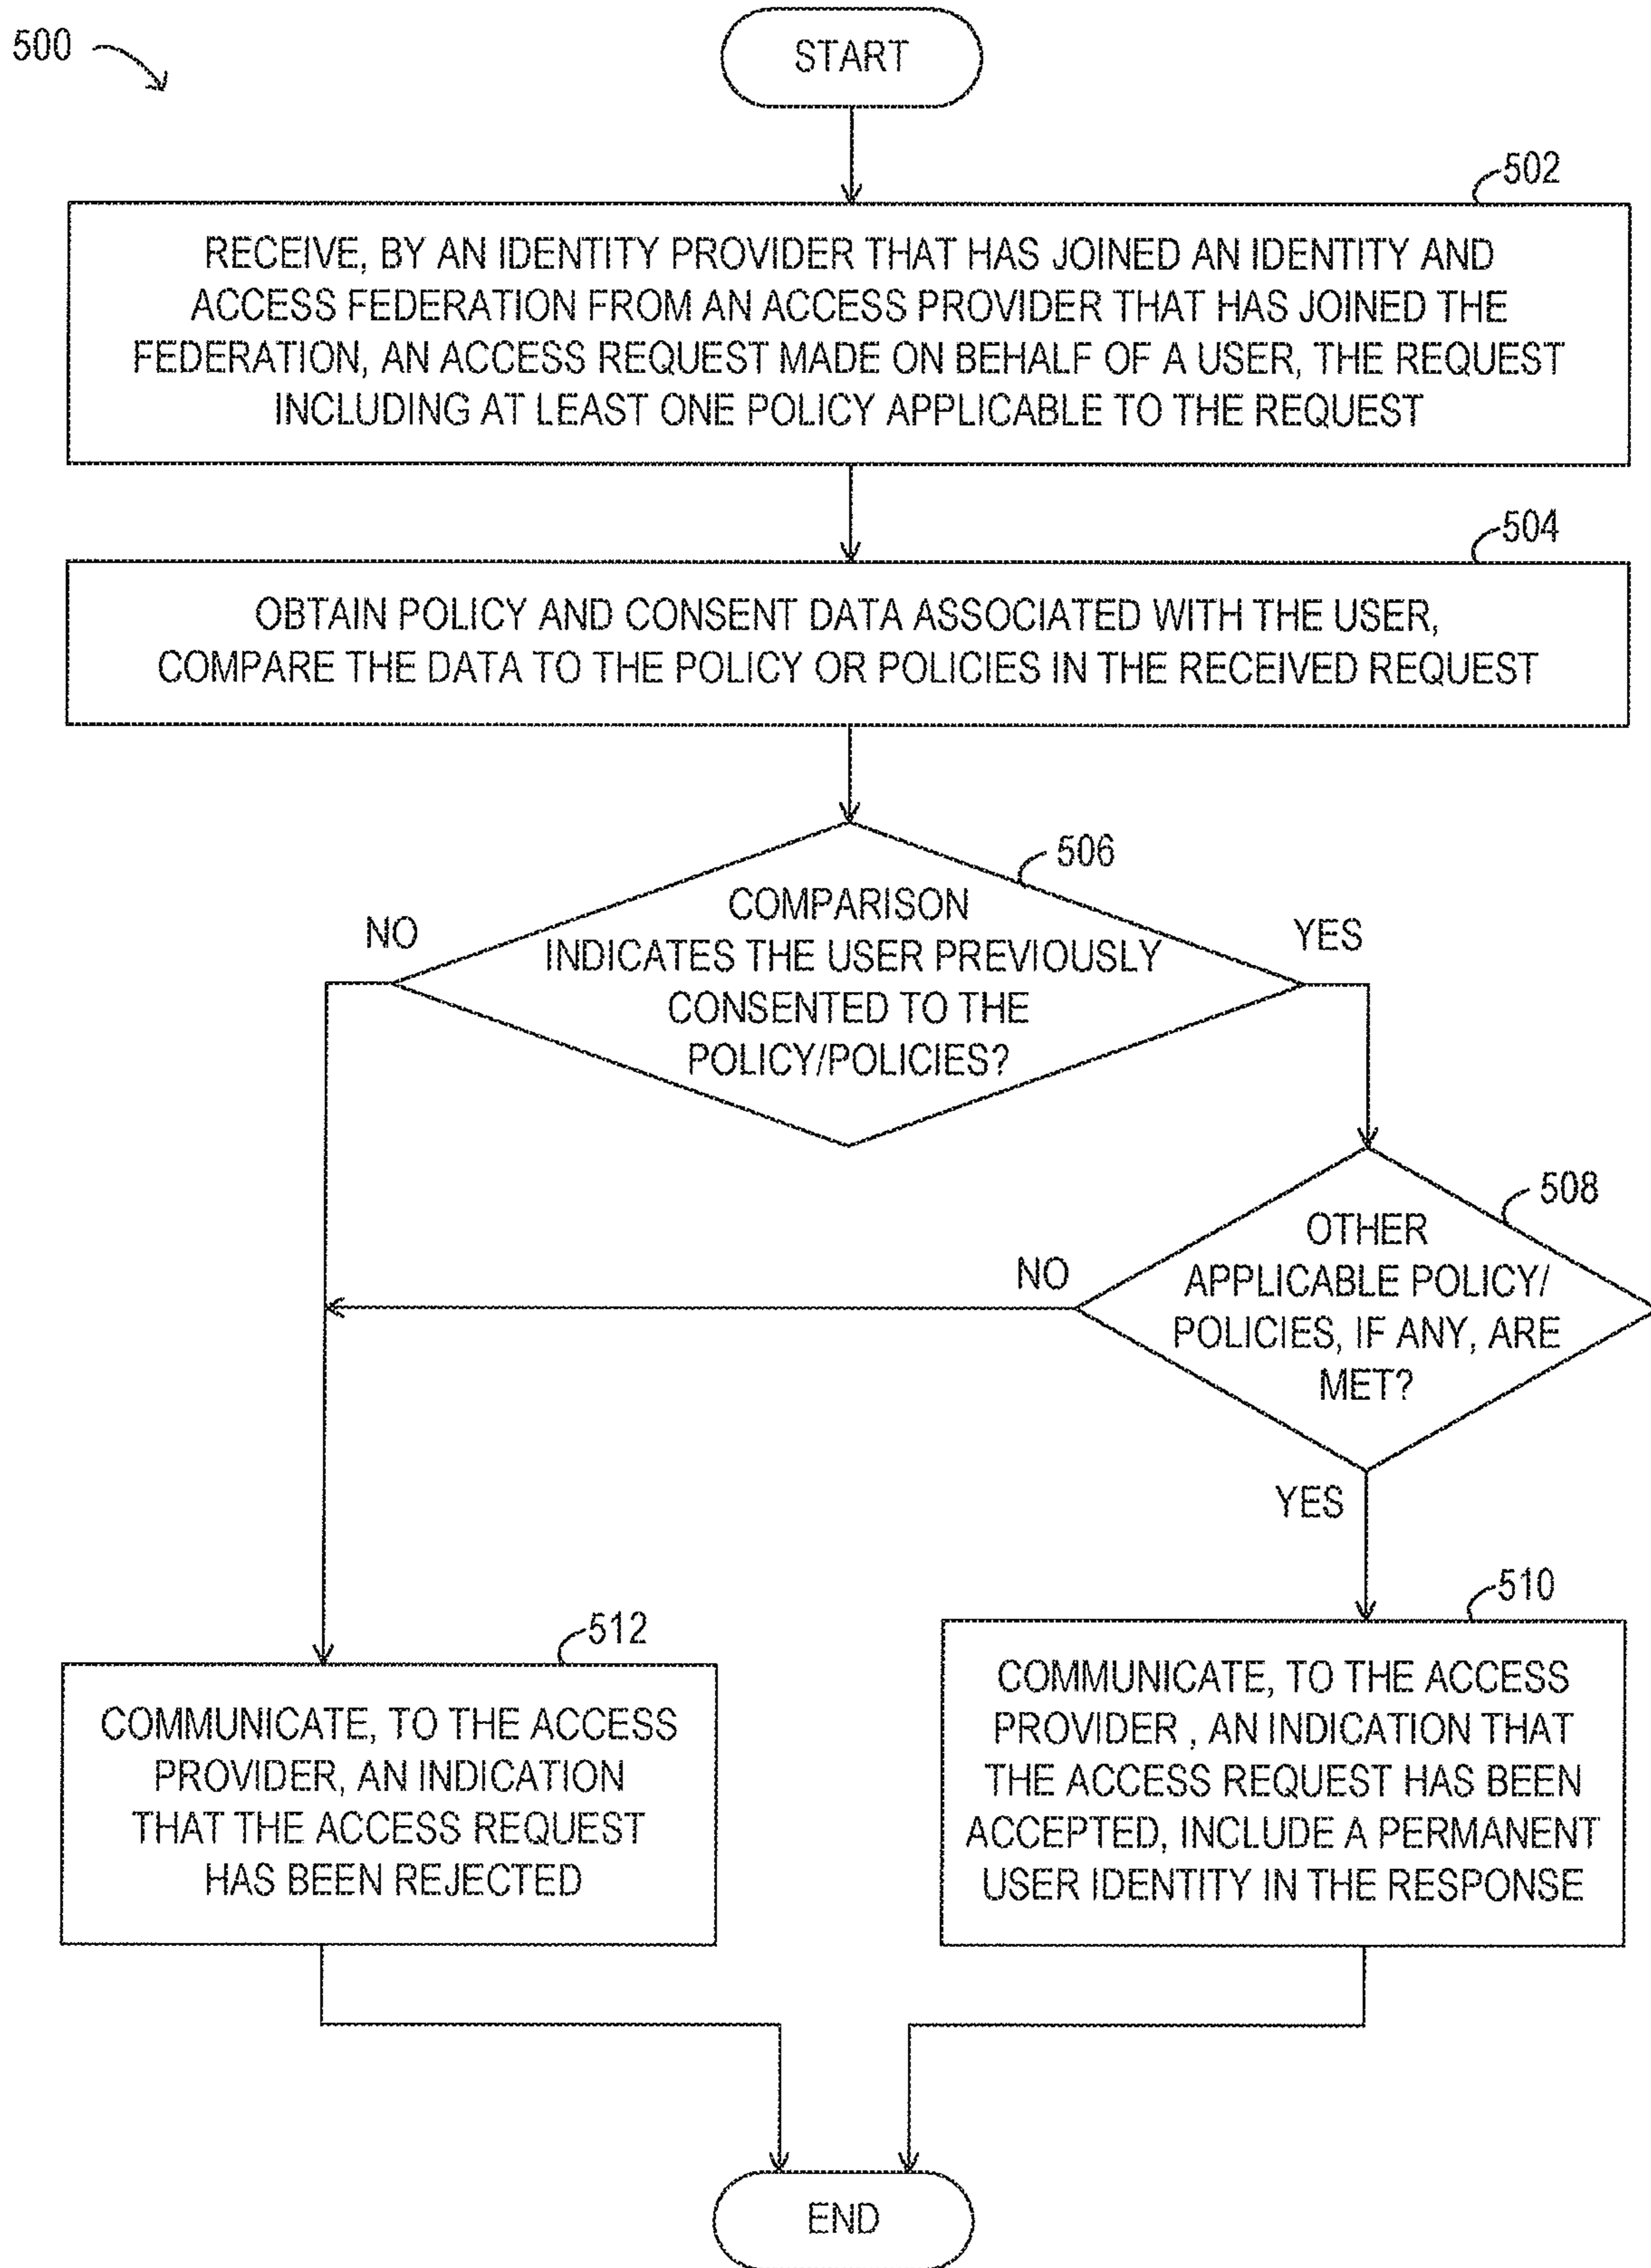 500
START
502
RECEIVE, BY AN IDENTITY PROVIDER THAT HAS JOINED AN IDENTITY AND
ACCESS FEDERATION FROM AN ACCESS PROVIDER THAT HAS JOINED THE
FEDERATION, AN ACCESS REQUEST MADE ON BEHALF OF A USER, THE REQUEST
INCLUDING AT LEAST ONE POLICY APPLICABLE TO THE REQUEST
504
OBTAIN POLICY AND CONSENT DATA ASSOCIATED WITH THE USER,
COMPARE THE DATA TO THE POLICY OR POLICIES IN THE RECEIVED REQUEST
506
COMPARISON
INDICATES THE USER PREVIOUSLY
CONSENTED TO THE
POLICY/POLICIES?
NO
YES
508
OTHER
APPLICABLE POLICY/
POLICIES, IF ANY, ARE
MET?
NO
YES
512
COMMUNICATE, TO THE ACCESS
PROVIDER, AN INDICATION
THAT THE ACCESS REQUEST
HAS BEEN REJECTED
510
COMMUNICATE, TO THE ACCESS
PROVIDER , AN INDICATION THAT
THE ACCESS REQUEST HAS BEEN
ACCEPTED, INCLUDE A PERMANENT
USER IDENTITY IN THE RESPONSE
END